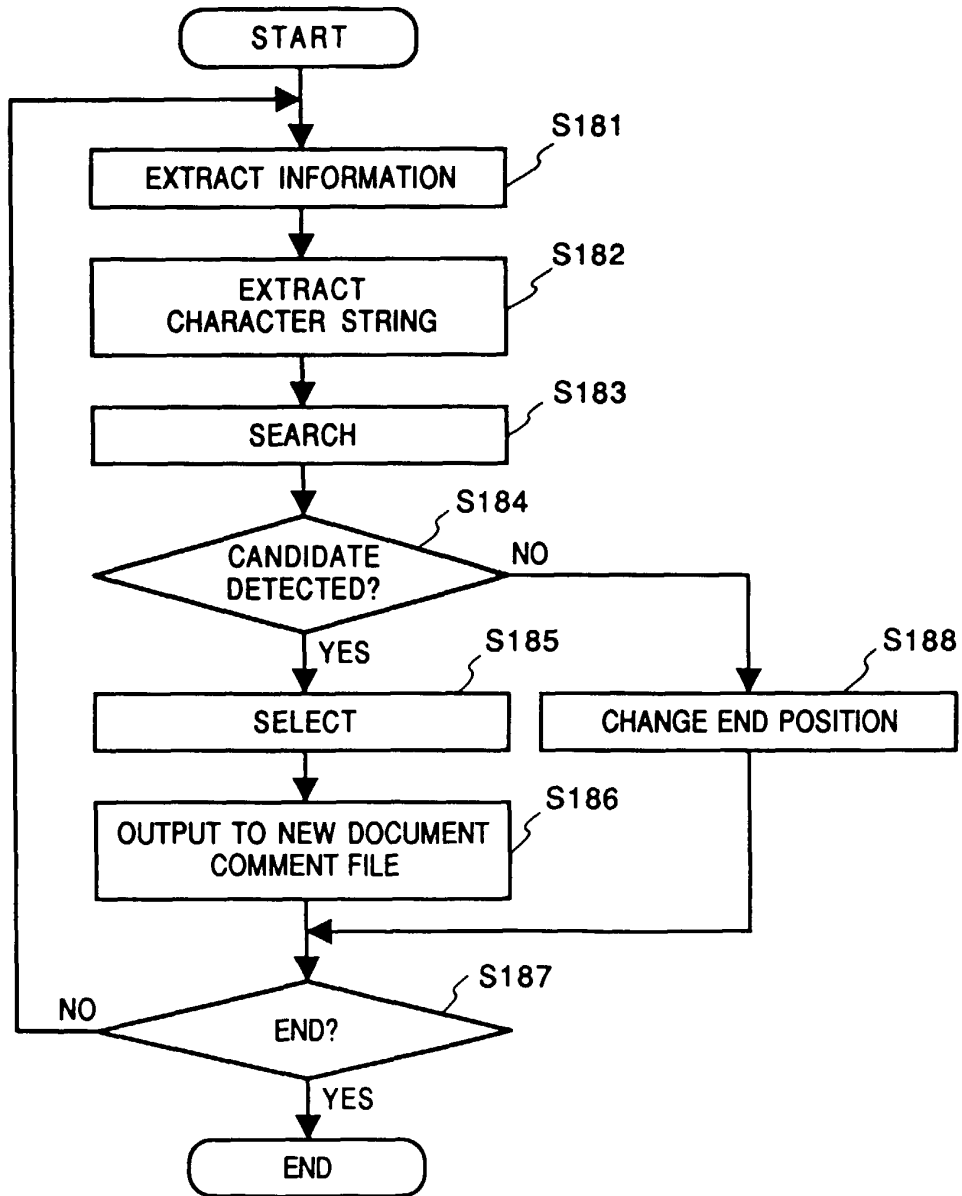 START
S181
EXTRACT INFORMATION
S182
EXTRACT
CHARACTER STRING
S183
SEARCH
S184
CANDIDATE
DETECTED?
NO
YES
S185
SELECT
S188
CHANGE END POSITION
S186
OUTPUT TO NEW DOCUMENT
COMMENT FILE
S187
NO
END?
YES
END